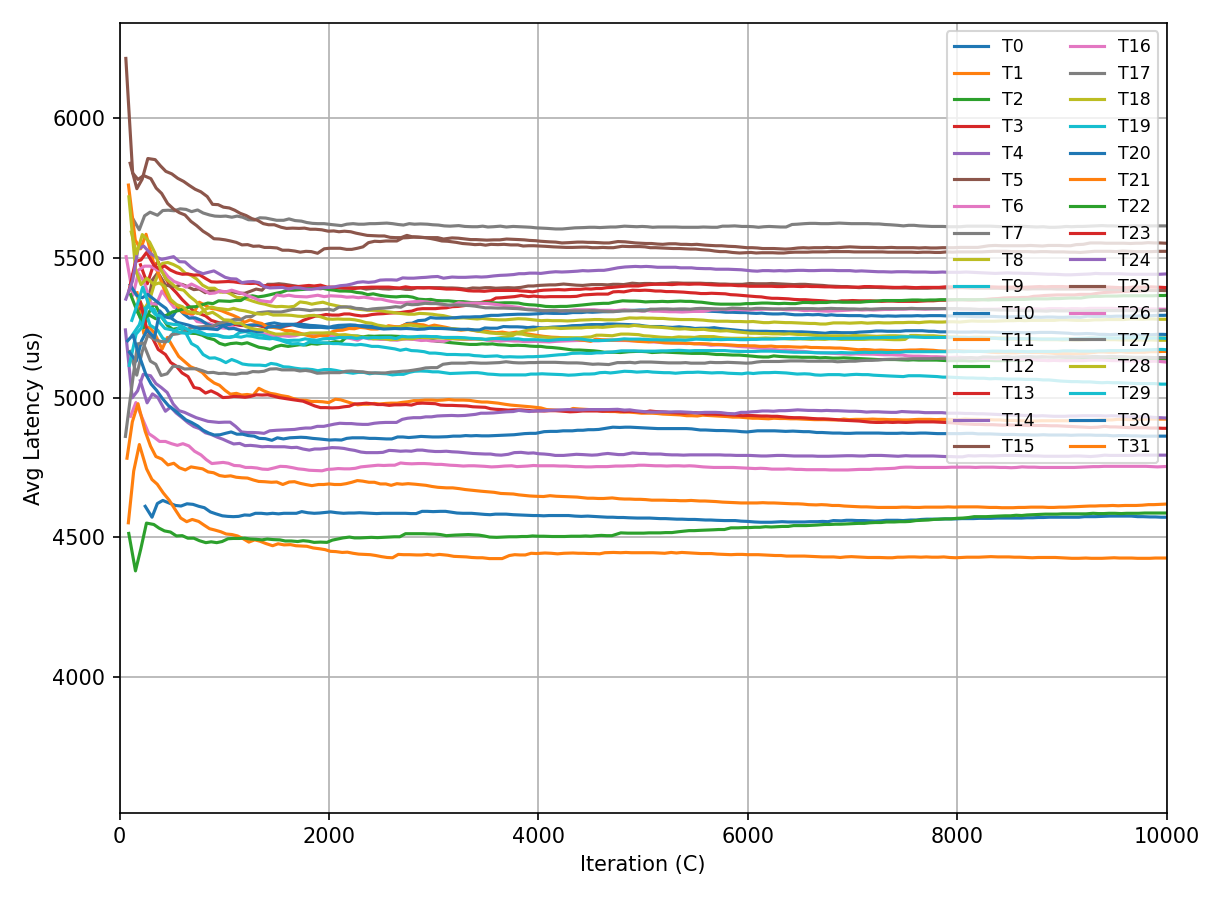 6000
5500
5000
4500
4000
Avg Latency (us)
0 2000 4000 6000 8000 10000
Iteration (C)
T0 T16
T1 T17
T2 T18
T3 T19
T4 T20
T5 T21
T6 T22
T7 T23
T8 T24
T9 T25
T10 T26
T11 T27
T12 T28
T13 T29
T14 T30
T15 T31